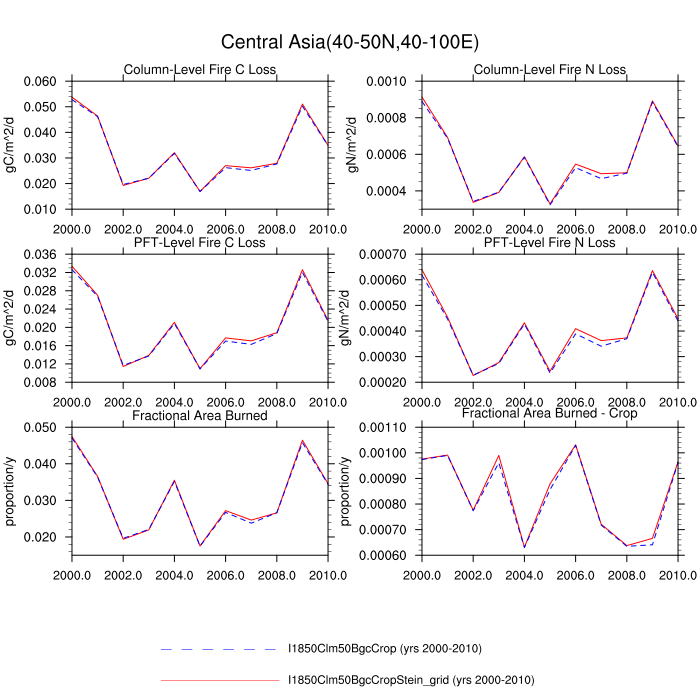 Central Asia(40-50N,40-100E)
Column-Level Fire C Loss
Column-Level Fire N Loss
gC/m^2/d
0.060
0.050
0.040
0.030
0.020
0.010
2000.0 2002.0 2004.0 2006.0 2008.0 2010.0
gN/m^2/d
0.0010
0.0008
0.0006
0.0004
2000.0 2002.0 2004.0 2006.0 2008.0 2010.0
PFT-Level Fire C Loss
PFT-Level Fire N Loss
gC/m^2/d
0.036
0.032
0.028
0.024
0.020
0.016
0.012
0.008
2000.0 2002.0 2004.0 2006.0 2008.0 2010.0
gN/m^2/d
0.00070
0.00060
0.00050
0.00040
0.00030
0.00020
2000.0 2002.0 2004.0 2006.0 2008.0 2010.0
Fractional Area Burned
Fractional Area Burned - Crop
proportion/y
0.050
0.040
0.030
0.020
2000.0 2002.0 2004.0 2006.0 2008.0 2010.0
proportion/y
0.00110
0.00100
0.00090
0.00080
0.00070
0.00060
2000.0 2002.0 2004.0 2006.0 2008.0 2010.0
I1850Clm50BgcCrop (yrs 2000-2010)
I1850Clm50BgcCropStein_grid (yrs 2000-2010)